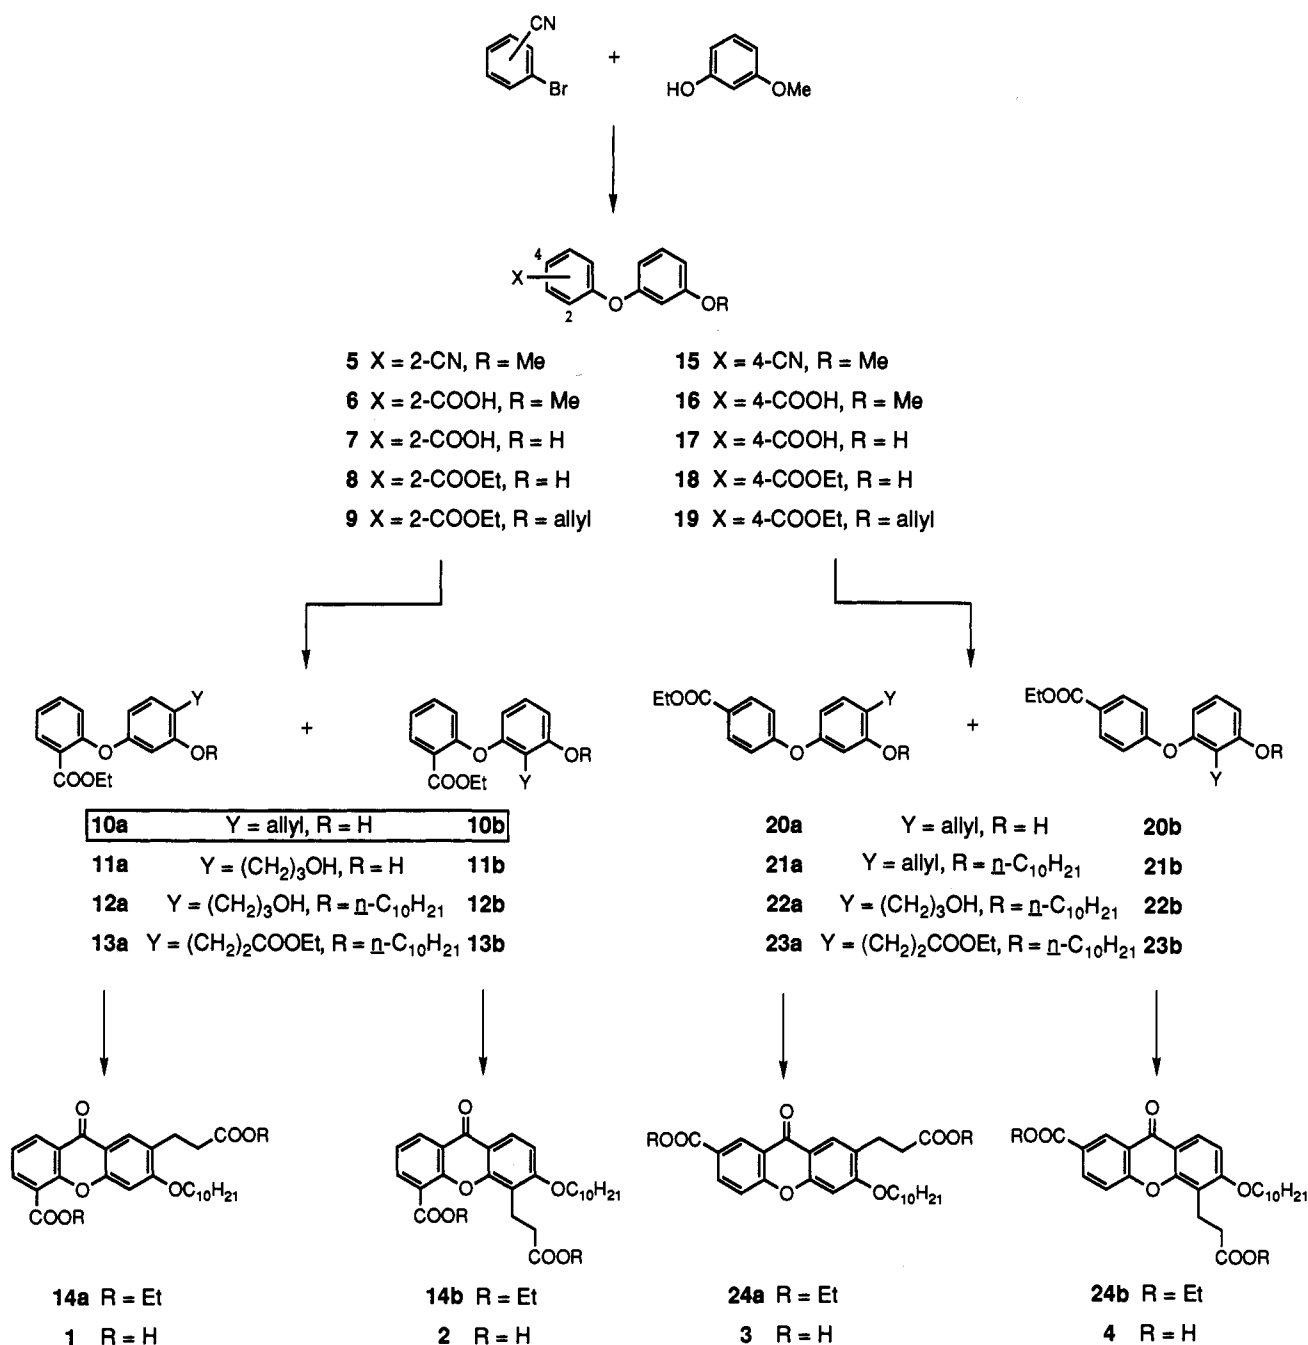 CN
Br
+
HO
OMe
4
X
2
O
OR
5 X = 2-CN, R = Me
15 X = 4-CN, R = Me
6 X = 2-COOH, R = Me
16 X = 4-COOH, R = Me
7 X = 2-COOH, R = H
17 X = 4-COOH, R = H
8 X = 2-COOEt, R = H
18 X = 4-COOEt, R = H
9 X = 2-COOEt, R = allyl
19 X = 4-COOEt, R = allyl
Y
O
OR
COOEt
+
O
OR
COOEt
Y
EtOOC
Y
O
OR
+
EtOOC
O
OR
Y
10a Y = allyl, R = H 10b
11a Y = (CH2)3OH, R = H 11b
12a Y = (CH2)3OH, R = n-C10H21 12b
13a Y = (CH2)2COOEt, R = n-C10H21 13b
20a Y = allyl, R = H 20b
21a Y = allyl, R = n-C10H21 21b
22a Y = (CH2)3OH, R = n-C10H21 22b
23a Y = (CH2)2COOEt, R = n-C10H21 23b
O
COOR
O
OC10H21
COOR
O
O
OC10H21
COOR
COOR
ROOC
O
COOR
O
OC10H21
ROOC
O
O
OC10H21
COOR
14a R = Et
14b R = Et
24a R = Et
24b R = Et
1 R = H
2 R = H
3 R = H
4 R = H